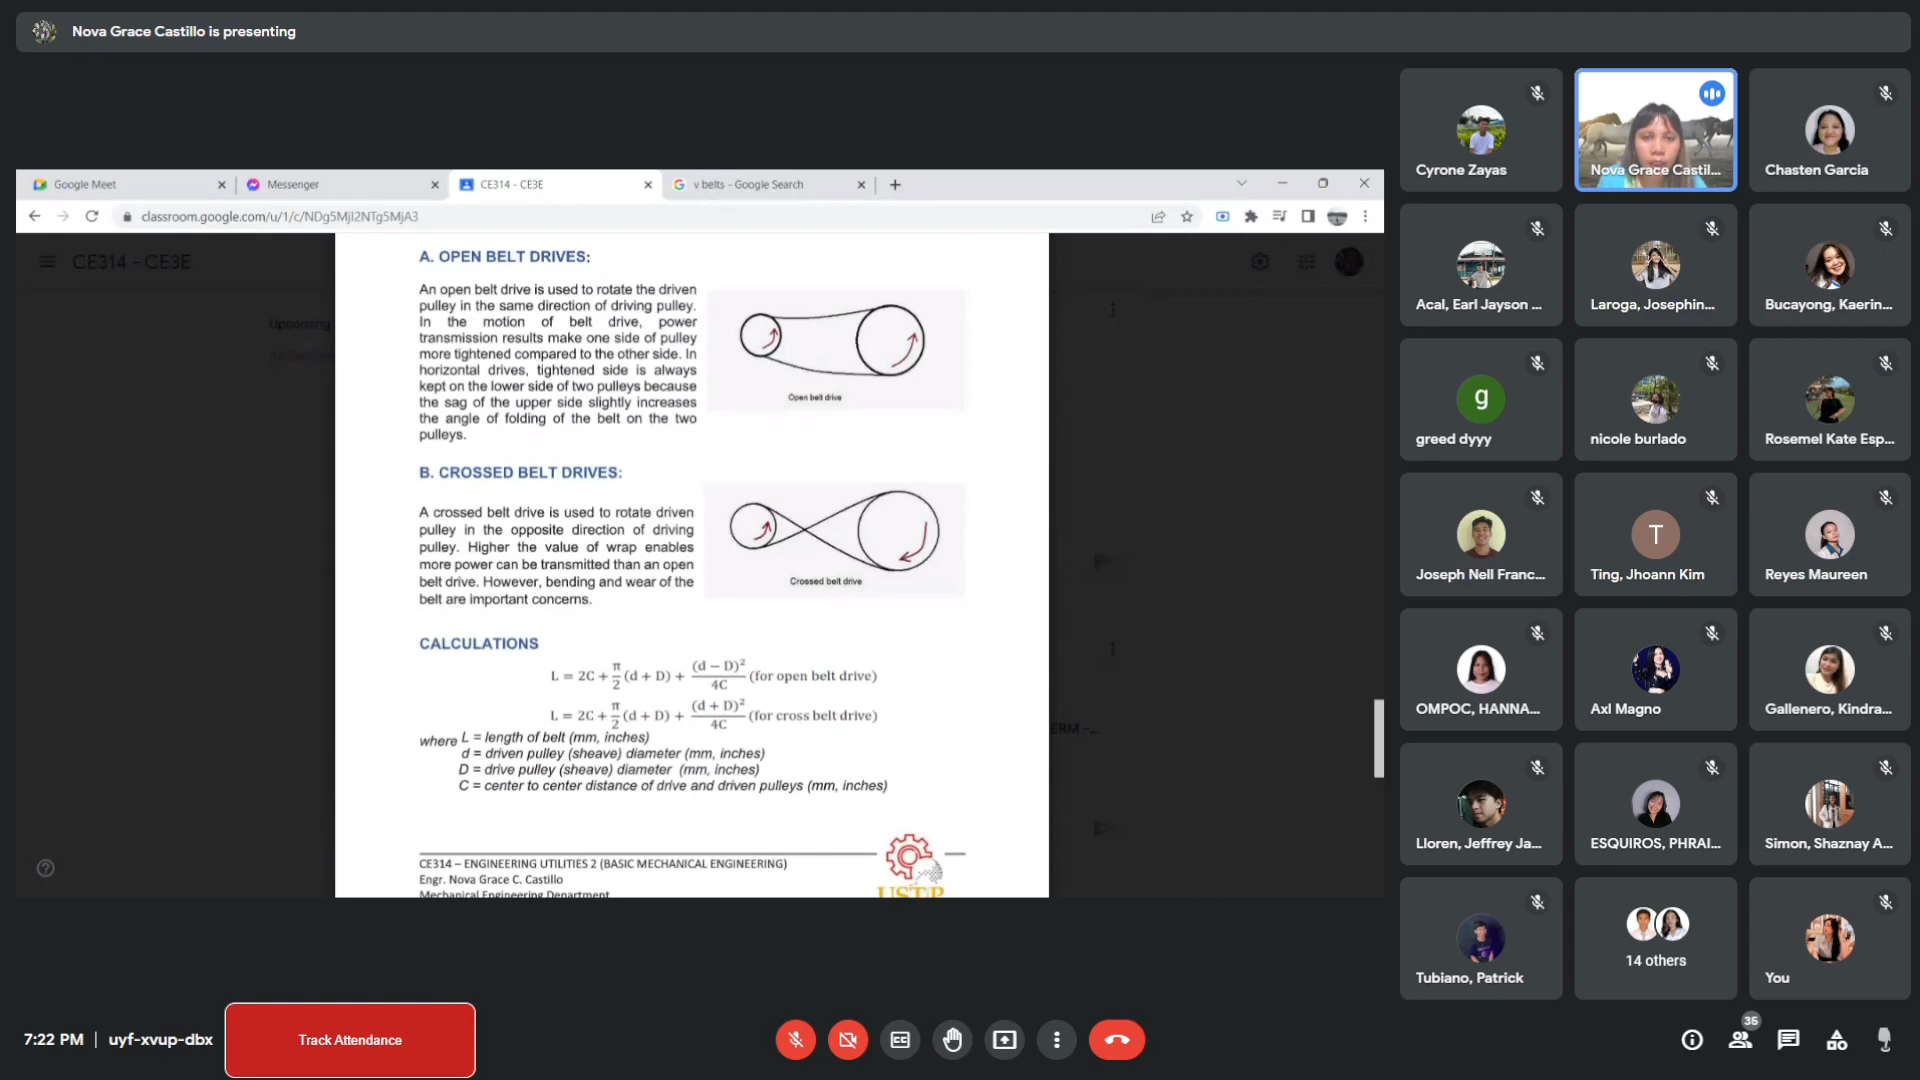 Nova Grace Castillo is presenting
Google Meet
Messenger
CE314 - CE3E
v belts - Google Search
classroom.google.com/u/1/c/NDg5MjI2NTg5MjA3
CE314 - CE3E
Upcoming
A. OPEN BELT DRIVES:
An open belt drive is used to rotate the driven
pulley in the same direction of driving pulley.
In the motion of belt drive, power
transmission results make one side of pulley
more tightened compared to the other side. In
horizontal drives, tightened side is always
kept on the lower side of two pulleys because
the sag of the upper side slightly increases
the angle of folding of the belt on the two
pulleys.
Open belt drive
B. CROSSED BELT DRIVES:
A crossed belt drive is used to rotate driven
pulley in the opposite direction of driving
pulley. Higher the value of wrap enables
more power can be transmitted than an open
belt drive. However, bending and wear of the
belt are important concerns.
Crossed belt drive
CALCULATIONS
L = 2C + π/2 (d + D) + (d − D)²/4C (for open belt drive)
L = 2C + π/2 (d + D) + (d + D)²/4C (for cross belt drive)
where L = length of belt (mm, inches)
d = driven pulley (sheave) diameter (mm, inches)
D = drive pulley (sheave) diameter (mm, inches)
C = center to center distance of drive and driven pulleys (mm, inches)
ERM -...
CE314 – ENGINEERING UTILITIES 2 (BASIC MECHANICAL ENGINEERING)
Engr. Nova Grace C. Castillo
Mechanical Engineering Department
USTP
Cyrone Zayas
Nova Grace Castil...
Chasten Garcia
Acal, Earl Jayson ...
Laroga, Josephin...
Bucayong, Kaerin...
g
greed dyyy
nicole burlado
Rosemel Kate Esp...
Joseph Nell Franc...
T
Ting, Jhoann Kim
Reyes Maureen
OMPOC, HANNA...
Axl Magno
Gallenero, Kindra...
Lloren, Jeffrey Ja...
ESQUIROS, PHRAI...
Simon, Shaznay A...
Tubiano, Patrick
14 others
You
7:22 PM | uyf-xvup-dbx
Track Attendance
35